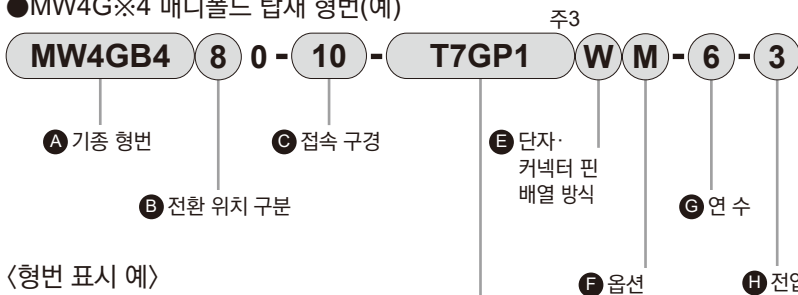 ●MW4G※4 매니폴드 탑재 형번(예)
주3
MW4GB4 8 0 - 10 - T7GP1 W M - 6 - 3
A 기종 형번
C 접속 구경
E 단자·
커넥터 핀
배열 방식
B 전환 위치 구분
G 연 수
〈형번 표시 예〉
F 옵션
H 전압